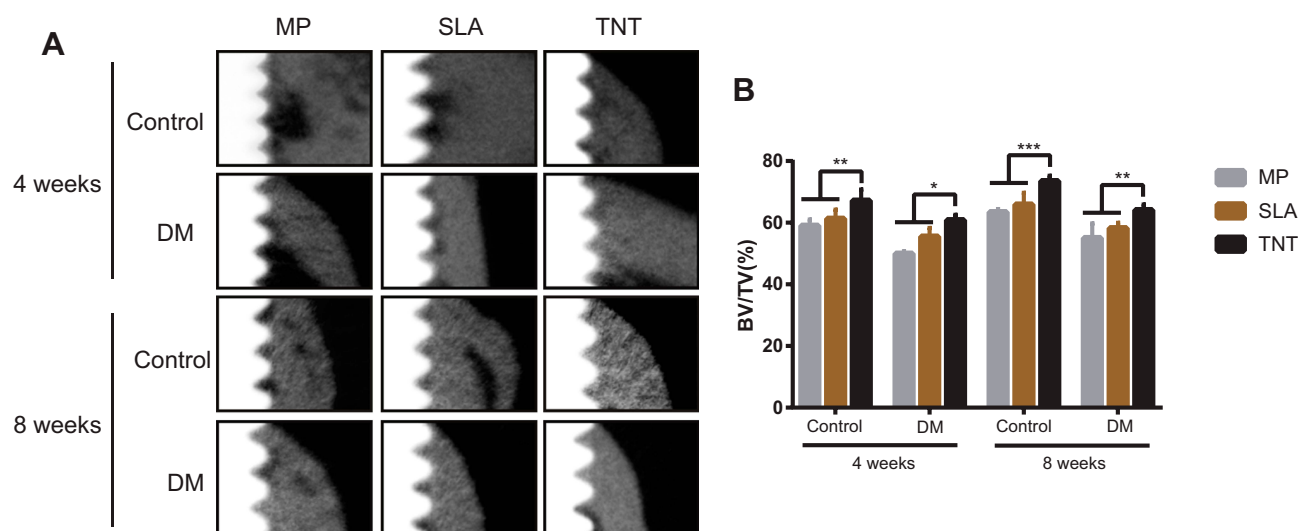 A
MP SLA TNT
4 weeks
Control
DM
8 weeks
Control
DM
B
BV/TV(%)
80
60
40
20
0
** * *** **
Control DM Control DM
4 weeks 8 weeks
MP
SLA
TNT